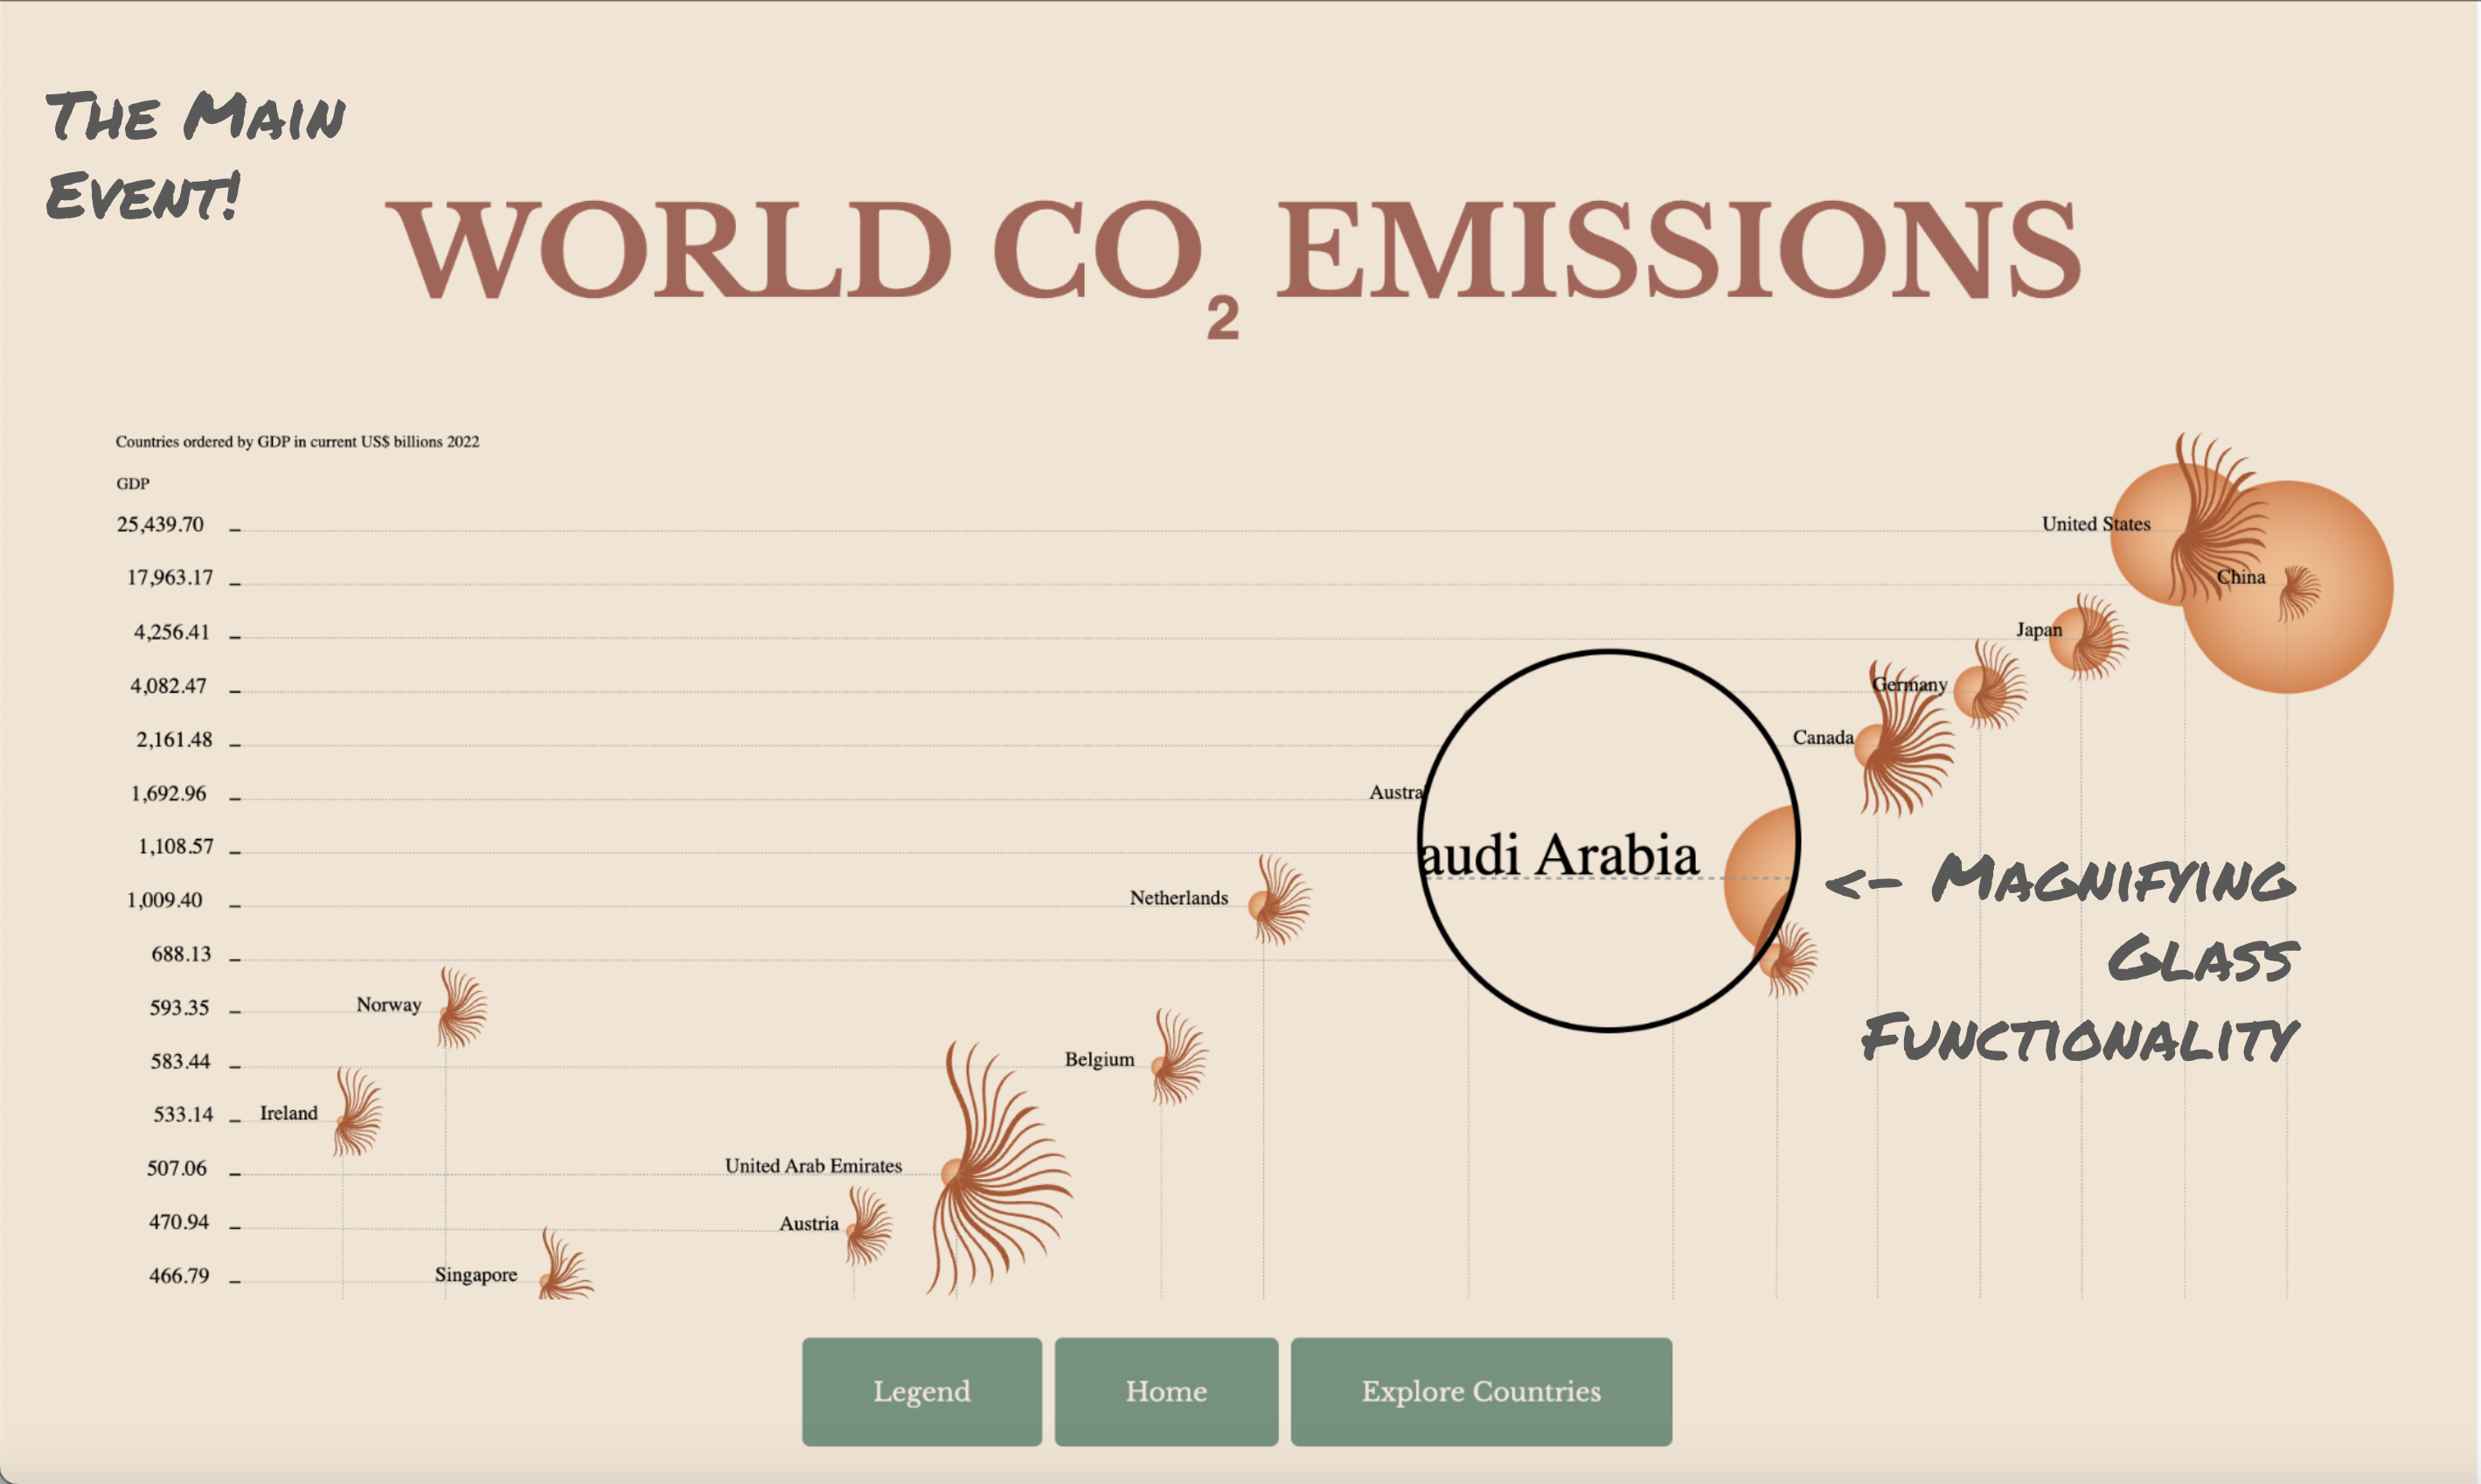 The Main
Event!
WORLD CO2 EMISSIONS
Countries ordered by GDP in current US$ billions 2022
GDP
25,439.70
United States
17,963.17
China
4,256.41
Japan
4,082.47
Germany
2,161.48
Canada
1,692.96
Austra
1,108.57
audi Arabia
<- Magnifying
Glass
Functionality
1,009.40
Netherlands
688.13
593.35
Norway
583.44
Belgium
533.14
Ireland
507.06
United Arab Emirates
470.94
Austria
466.79
Singapore
Legend
Home
Explore Countries